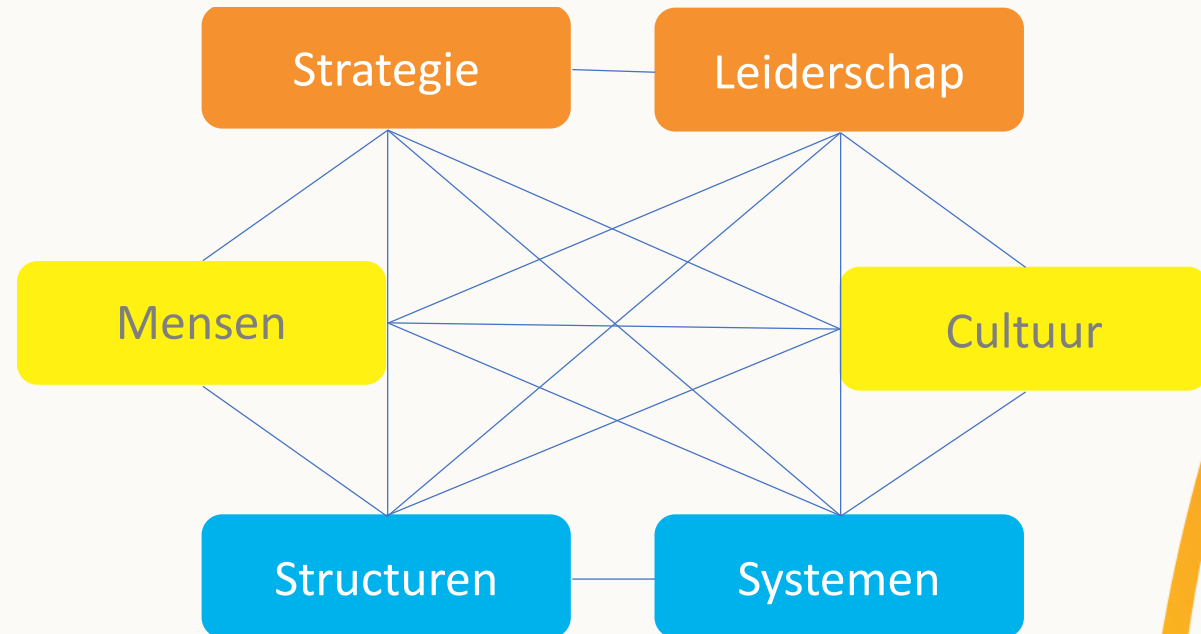 Strategie
Leiderschap
Mensen
Cultuur
Structuren
Systemen